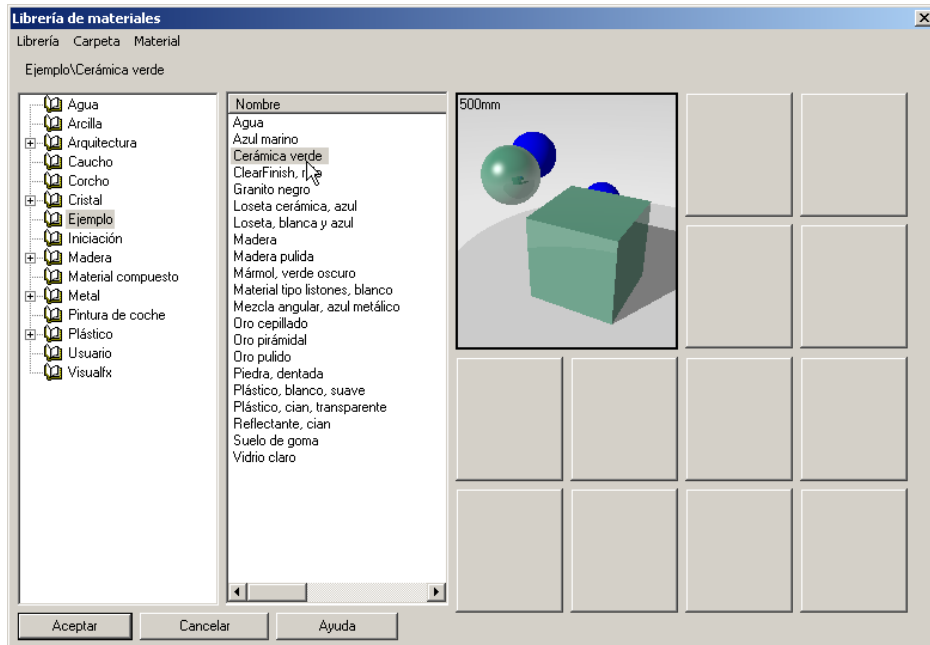 Librería de materiales
Librería Carpeta Material
Ejemplo\Cerámica verde
Agua
Arcilla
Arquitectura
Caucho
Corcho
Cristal
Ejemplo
Iniciación
Madera
Material compuesto
Metal
Pintura de coche
Plástico
Usuario
Visualfx
Nombre
Agua
Azul marino
Cerámica verde
ClearFinish,
Granito negro
Loseta cerámica, azul
Loseta, blanca y azul
Madera
Madera pulida
Mármol, verde oscuro
Material tipo listones, blanco
Mezcla angular, azul metálico
Oro cepillado
Oro pirámidal
Oro pulido
Piedra, dentada
Plástico, blanco, suave
Plástico, cian, transparente
Reflectante, cian
Suelo de goma
Vidrio claro
500mm
Aceptar Cancelar Ayuda